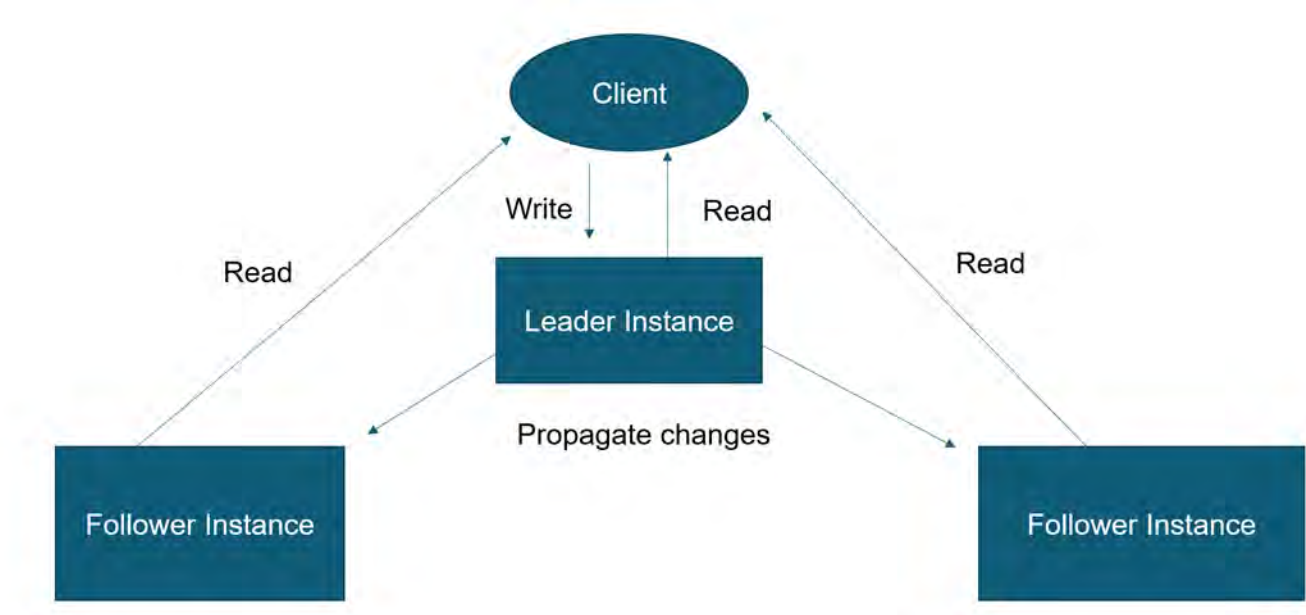 Client
Write
Read
Read
Read
Leader Instance
Propagate changes
Follower Instance
Follower Instance